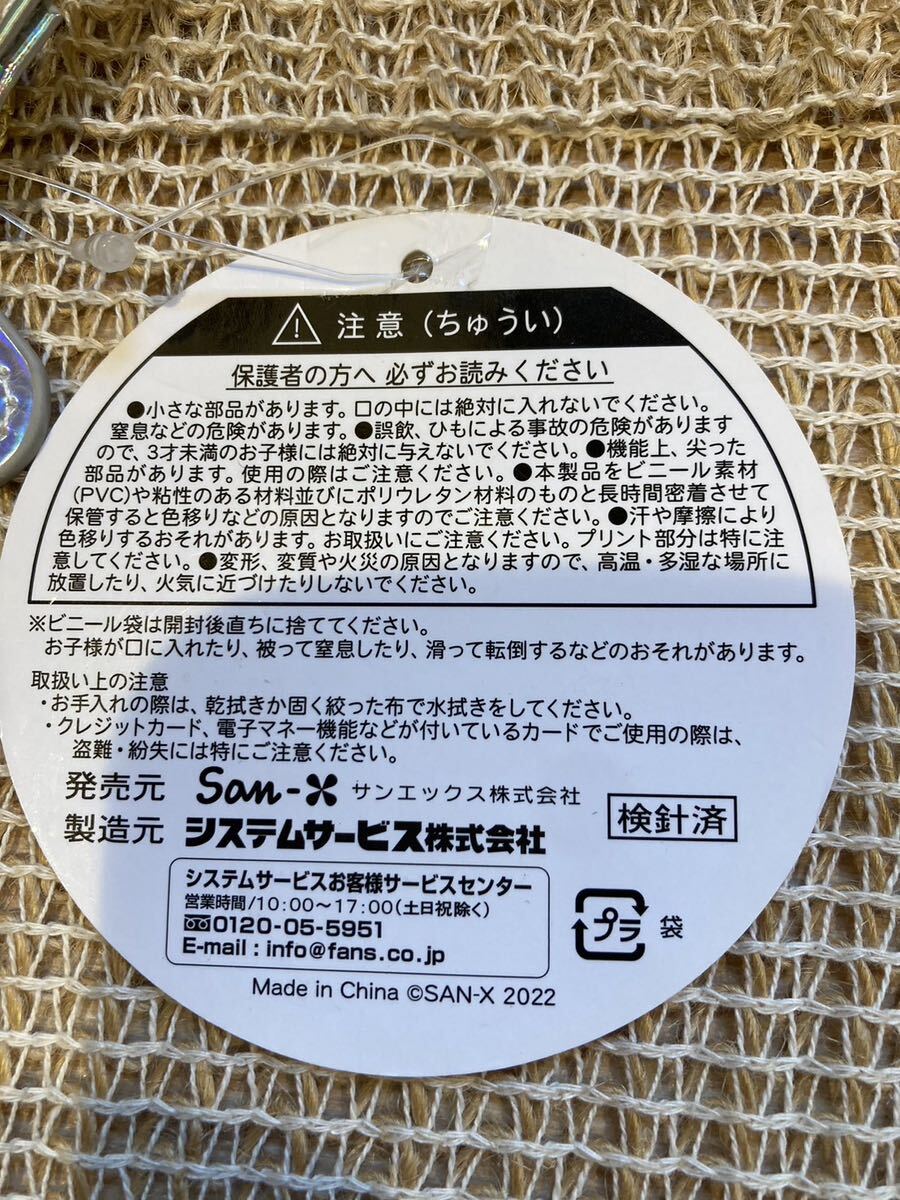 注意(ちゅうい)
保護者の方へ 必ずお読みください
●小さな部品があります。口の中には絶対に入れないでください。
窒息などの危険があります。●誤飲、ひもによる事故の危険があります
ので、3才未満のお子様には絶対に与えないでください。●機能上、尖った
部品があります。使用の際はご注意ください。●本製品をビニール素材
(PVC)や粘性のある材料並びにポリウレタン材料のものと長時間密着させて
保管すると色移りなどの原因となりますのでご注意ください。●汗や摩擦により
色移りするおそれがあります。お取扱いにご注意ください。プリント部分は特に注
意してください。●変形、変質や火災の原因となりますので、高温・多湿な場所に
放置したり、火気に近づけたりしないでください。
※ビニール袋は開封後直ちに捨ててください。
お子様が口に入れたり、被って窒息したり、滑って転倒するなどのおそれがあります。
取扱い上の注意
・お手入れの際は、乾拭きか固く絞った布で水拭きをしてください。
・クレジットカード、電子マネー機能などが付いているカードでご使用の際は、
盗難・紛失には特にご注意ください。
発売元 San-X サンエックス株式会社
製造元 システムサービス株式会社
検針済
システムサービスお客様サービスセンター
営業時間/10:00〜17:00(土日祝除く)
0120-05-5951
E-mail : info@fans.co.jp
プラ 袋
Made in China ©SAN-X 2022